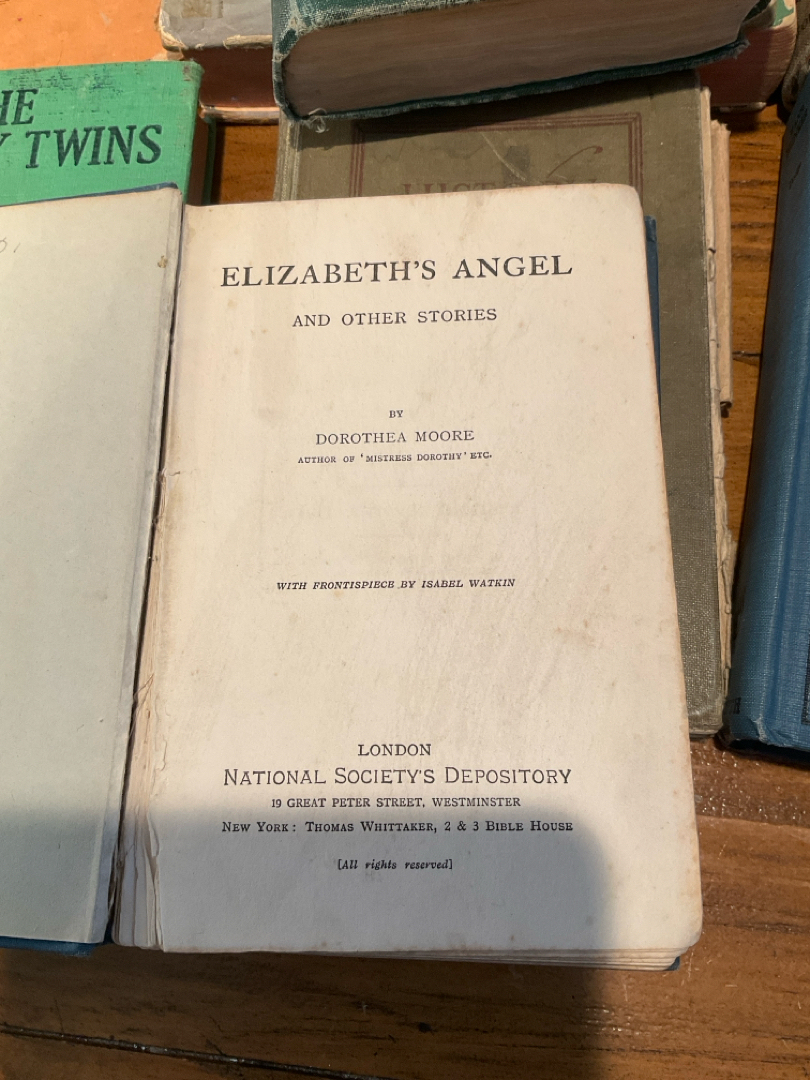 HE
Y TWINS
HISTORY
ELIZABETH'S ANGEL
AND OTHER STORIES
BY
DOROTHEA MOORE
AUTHOR OF 'MISTRESS DOROTHY' ETC.
WITH FRONTISPIECE BY ISABEL WATKIN
LONDON
NATIONAL SOCIETY'S DEPOSITORY
19 GREAT PETER STREET, WESTMINSTER
NEW YORK: THOMAS WHITTAKER, 2 & 3 BIBLE HOUSE
[All rights reserved]